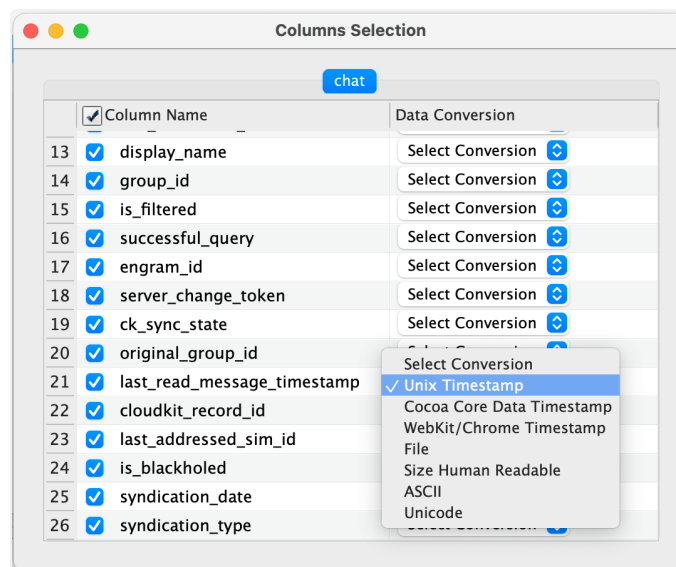 Columns Selection
chat
Column Name Data Conversion
13 display_name Select Conversion
14 group_id Select Conversion
15 is_filtered Select Conversion
16 successful_query Select Conversion
17 engram_id Select Conversion
18 server_change_token Select Conversion
19 ck_sync_state Select Conversion
20 original_group_id
Select Conversion
21 last_read_message_timestamp ✓ Unix Timestamp
Cocoa Core Data Timestamp
22 cloudkit_record_id
WebKit/Chrome Timestamp
23 last_addressed_sim_id
File
24 is_blackholed Size Human Readable
25 syndication_date ASCII
Unicode
26 syndication_type